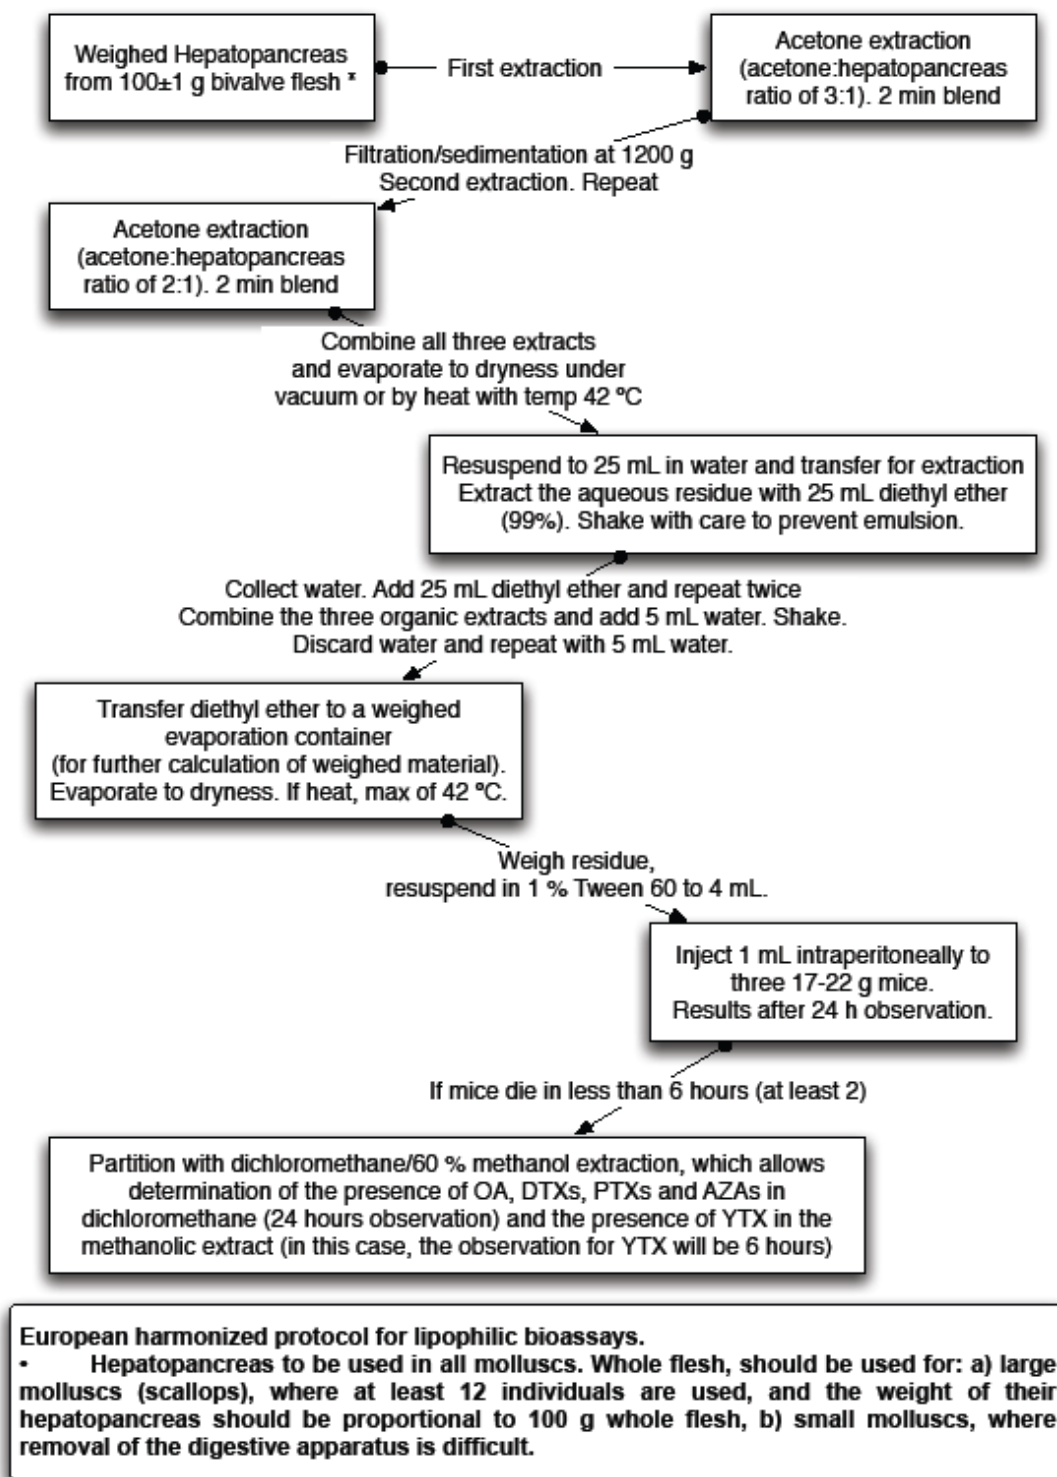 Weighed Hepatopancreas
from 100±1 g bivalve flesh *
First extraction
Acetone extraction
(acetone:hepatopancreas
ratio of 3:1). 2 min blend
Filtration/sedimentation at 1200 g
Second extraction. Repeat
Acetone extraction
(acetone:hepatopancreas
ratio of 2:1). 2 min blend
Combine all three extracts
and evaporate to dryness under
vacuum or by heat with temp 42 ºC
Resuspend to 25 mL in water and transfer for extraction
Extract the aqueous residue with 25 mL diethyl ether
(99%). Shake with care to prevent emulsion.
Collect water. Add 25 mL diethyl ether and repeat twice
Combine the three organic extracts and add 5 mL water. Shake.
Discard water and repeat with 5 mL water.
Transfer diethyl ether to a weighed
evaporation container
(for further calculation of weighed material).
Evaporate to dryness. If heat, max of 42 ºC.
Weigh residue,
resuspend in 1 % Tween 60 to 4 mL.
Inject 1 mL intraperitoneally to
three 17-22 g mice.
Results after 24 h observation.
If mice die in less than 6 hours (at least 2)
Partition with dichloromethane/60 % methanol extraction, which allows
determination of the presence of OA, DTXs, PTXs and AZAs in
dichloromethane (24 hours observation) and the presence of YTX in the
methanolic extract (in this case, the observation for YTX will be 6 hours)
European harmonized protocol for lipophilic bioassays.
• Hepatopancreas to be used in all molluscs. Whole flesh, should be used for: a) large
molluscs (scallops), where at least 12 individuals are used, and the weight of their
hepatopancreas should be proportional to 100 g whole flesh, b) small molluscs, where
removal of the digestive apparatus is difficult.